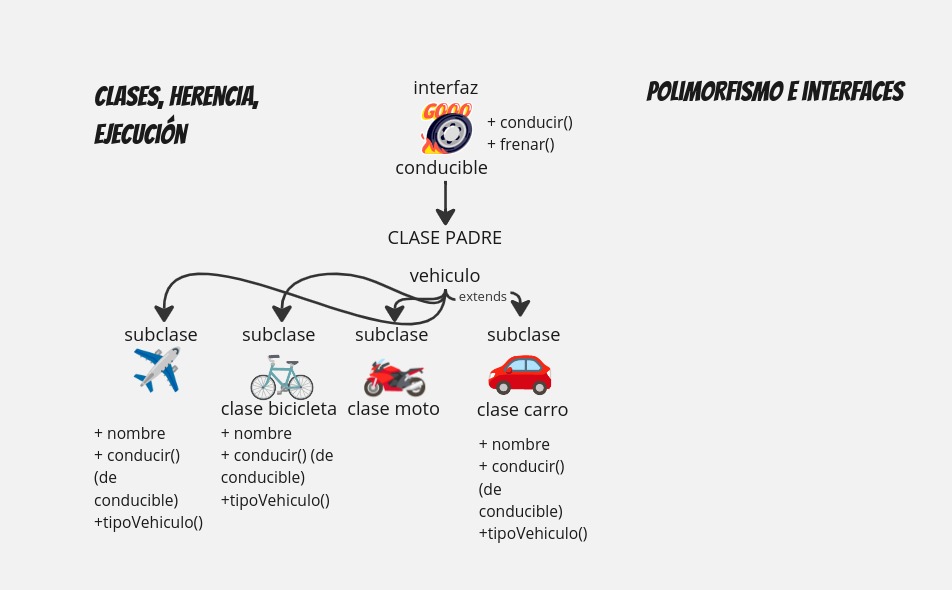 CLASES, HERENCIA,
EJECUCIÓN
POLIMORFISMO E INTERFACES
interfaz
GOOO
+ conducir()
+ frenar()
conducible
CLASE PADRE
vehiculo
extends
subclase
subclase
subclase
subclase
clase bicicleta
clase moto
clase carro
+ nombre
+ conducir()
(de
conducible)
+tipoVehiculo()
+ nombre
+ conducir() (de
conducible)
+tipoVehiculo()
+ nombre
+ conducir()
(de
conducible)
+tipoVehiculo()